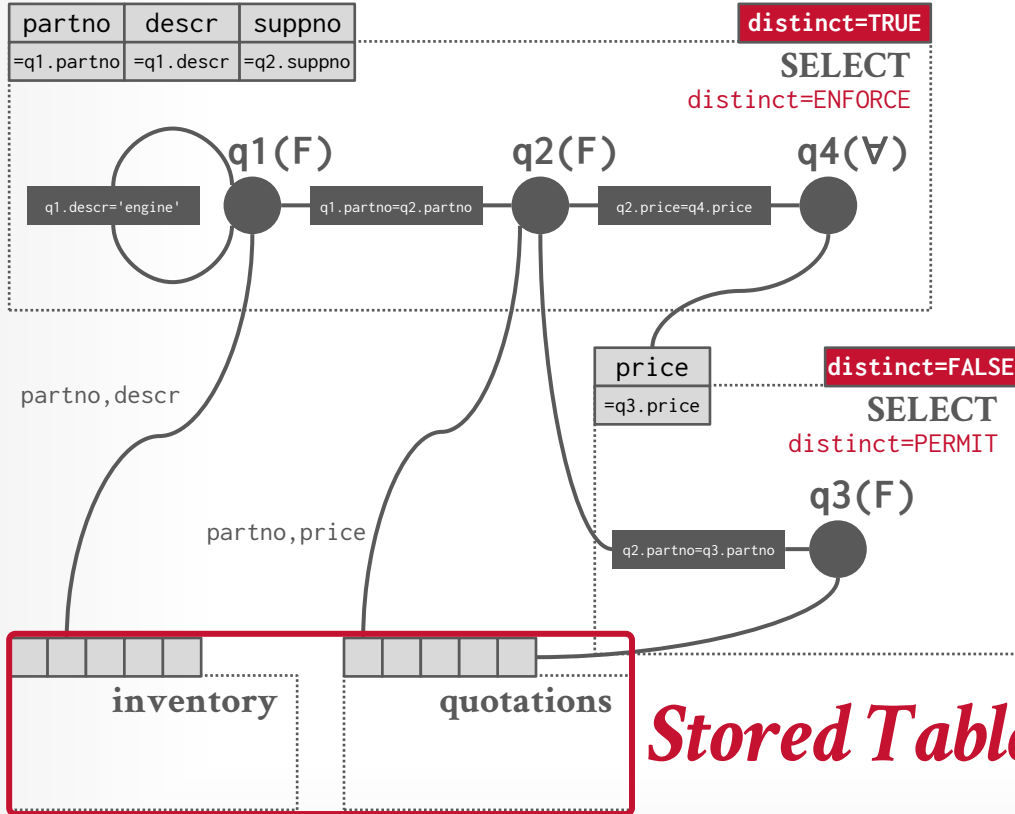 partno descr suppno
distinct=TRUE
=q1.partno =q1.descr =q2.suppno
SELECT
distinct=ENFORCE
q1(F) q2(F) q4(∀)
q1.descr='engine' q1.partno=q2.partno q2.price=q4.price
price
distinct=FALSE
partno,descr
=q3.price
SELECT
distinct=PERMIT
q3(F)
partno,price
q2.partno=q3.partno
inventory quotations
Stored Table